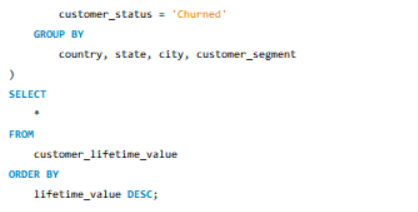 customer_status = 'Churned'
GROUP BY
country, state, city, customer_segment
)
SELECT
*
FROM
customer_lifetime_value
ORDER BY
lifetime_value DESC;